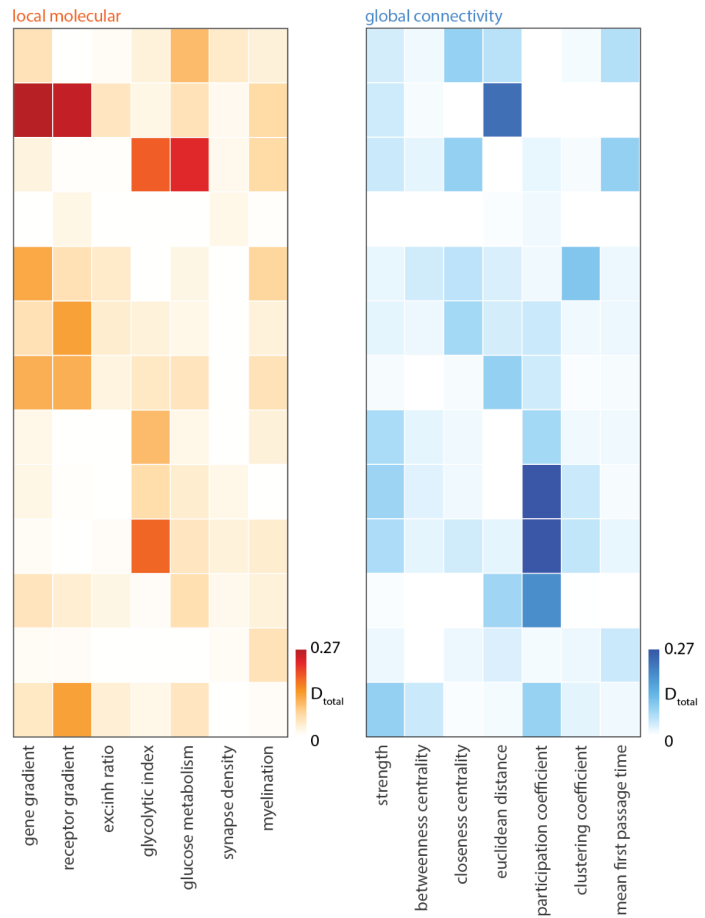 local molecular
global connectivity
0.27
D total
0
0.27
D total
0
gene gradient
receptor gradient
exc:inh ratio
glycolytic index
glucose metabolism
synapse density
myelination
strength
betweenness centrality
closeness centrality
euclidean distance
participation coefficient
clustering coefficient
mean first passage time